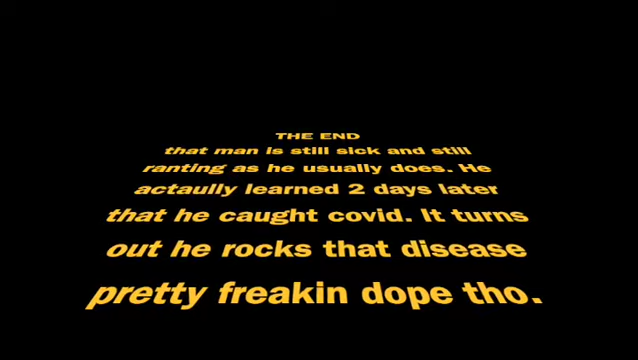 THE END
that man is still sick and still
ranting as he usually does. He
actaully learned 2 days later
that he caught covid. It turns
out he rocks that disease
pretty freakin dope tho.